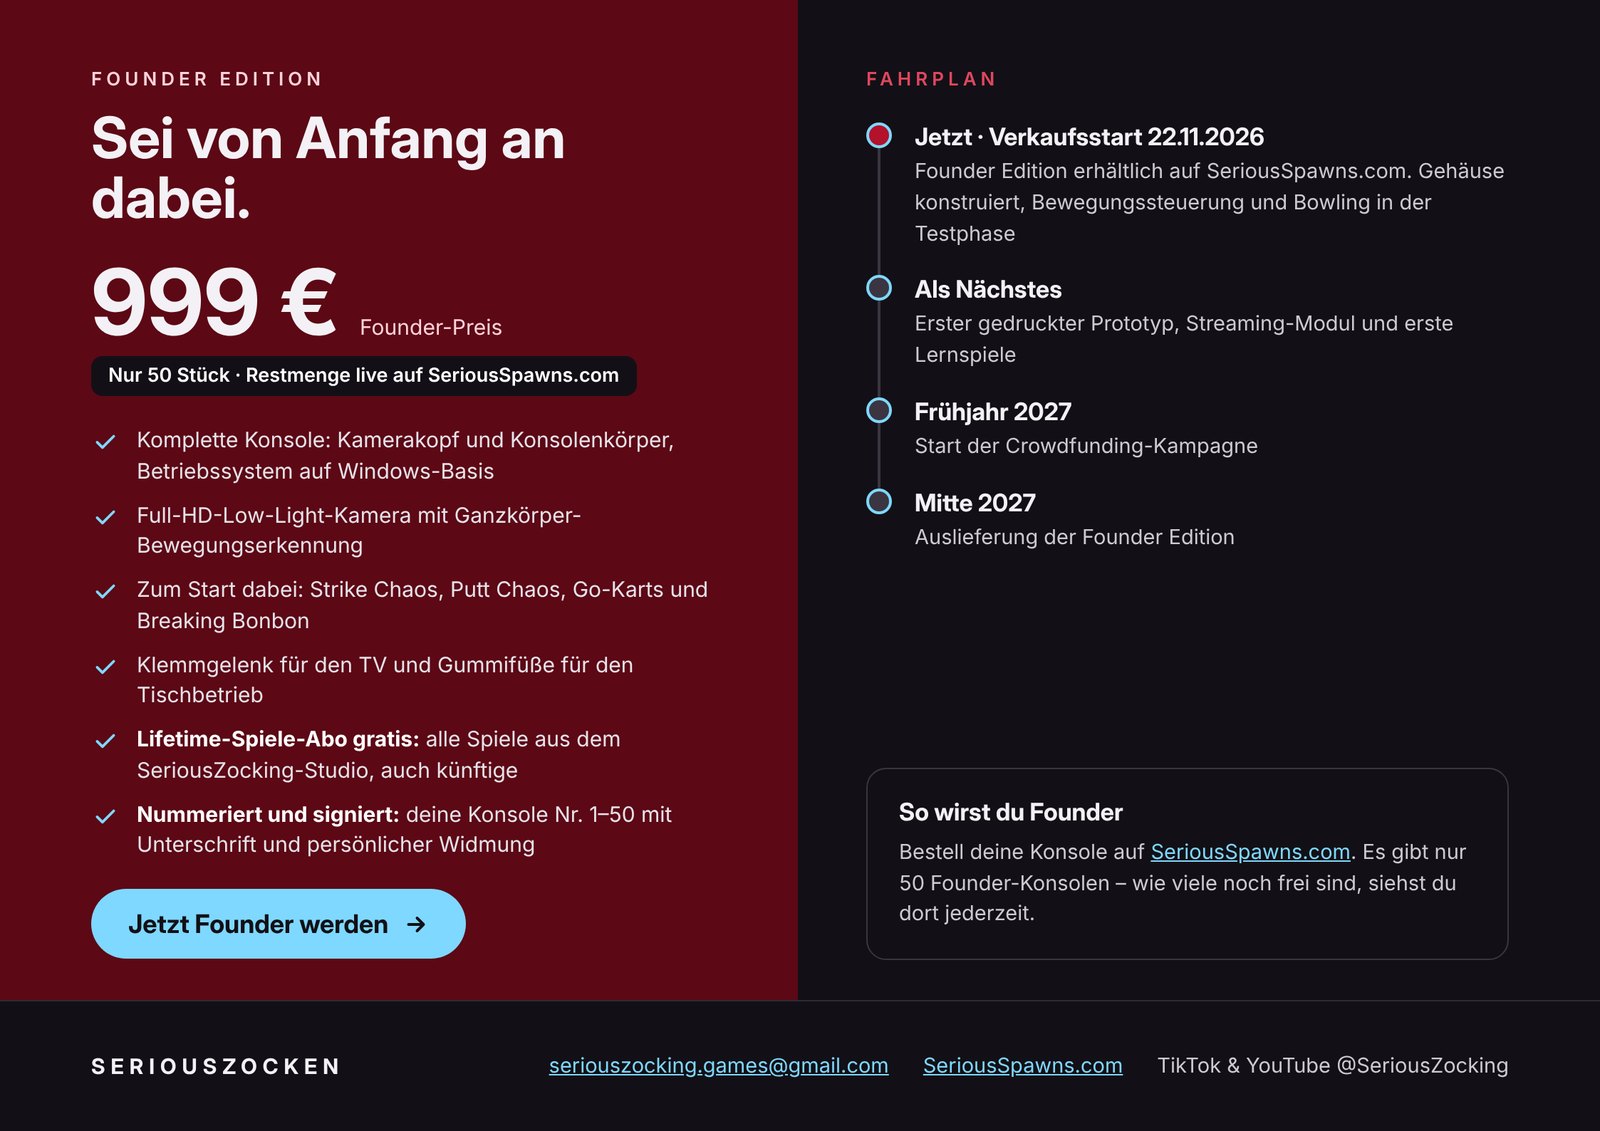 FOUNDER EDITION
Sei von Anfang an
dabei.
999 € Founder-Preis
Nur 50 Stück · Restmenge live auf SeriousSpawns.com
Komplette Konsole: Kamerakopf und Konsolenkörper,
Betriebssystem auf Windows-Basis
Full-HD-Low-Light-Kamera mit Ganzkörper-
Bewegungserkennung
Zum Start dabei: Strike Chaos, Putt Chaos, Go-Karts und
Breaking Bonbon
Klemmgelenk für den TV und Gummifüße für den
Tischbetrieb
Lifetime-Spiele-Abo gratis: alle Spiele aus dem
SeriousZocking-Studio, auch künftige
Nummeriert und signiert: deine Konsole Nr. 1–50 mit
Unterschrift und persönlicher Widmung
Jetzt Founder werden →
FAHRPLAN
Jetzt · Verkaufsstart 22.11.2026
Founder Edition erhältlich auf SeriousSpawns.com. Gehäuse
konstruiert, Bewegungssteuerung und Bowling in der
Testphase
Als Nächstes
Erster gedruckter Prototyp, Streaming-Modul und erste
Lernspiele
Frühjahr 2027
Start der Crowdfunding-Kampagne
Mitte 2027
Auslieferung der Founder Edition
So wirst du Founder
Bestell deine Konsole auf SeriousSpawns.com. Es gibt nur
50 Founder-Konsolen – wie viele noch frei sind, siehst du
dort jederzeit.
SERIOUSZOCKEN
seriouszocking.games@gmail.com SeriousSpawns.com TikTok & YouTube @SeriousZocking